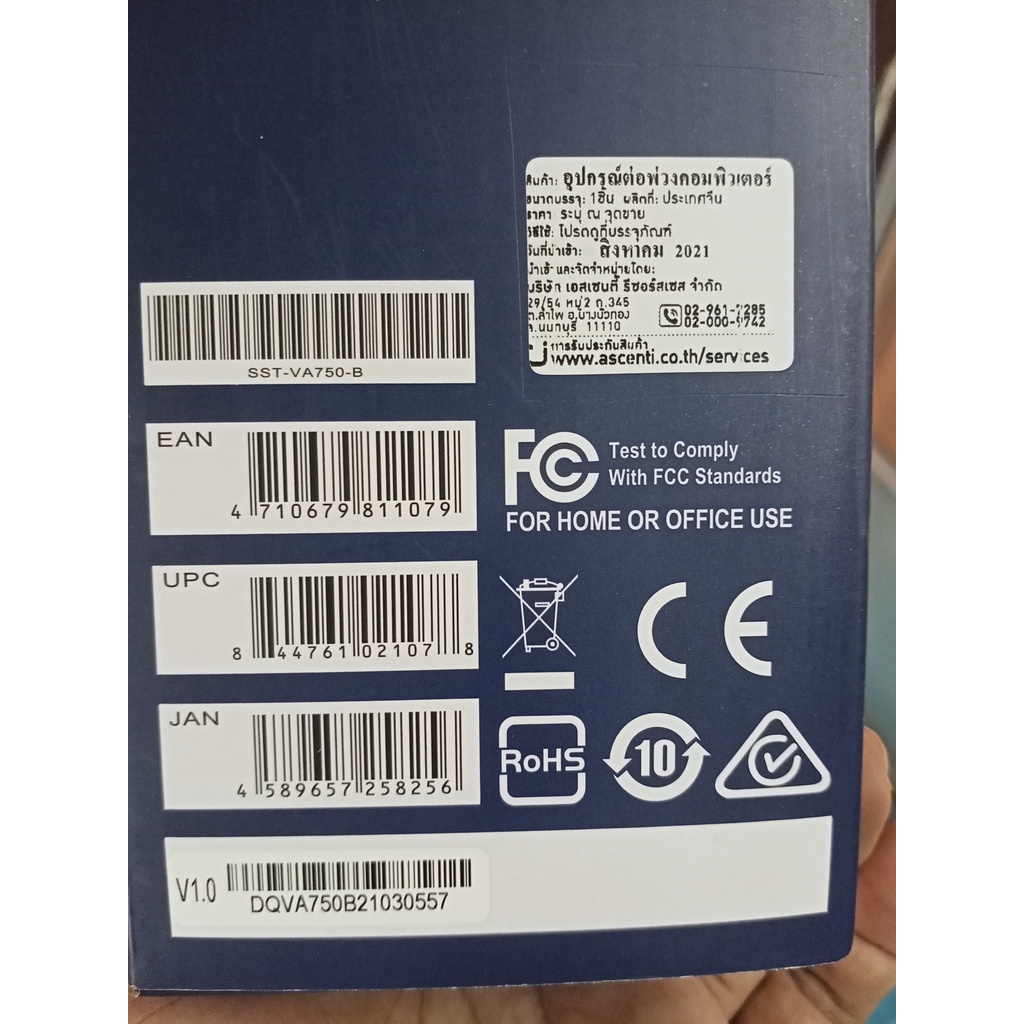 สินค้า: อุปกรณ์ต่อพ่วงคอมพิวเตอร์
ขนาดบรรจุ: 1ชิ้น ผลิตที่: ประเทศจีน
ราคา ระบุ ณ จุดขาย
วิธีใช้: โปรดดูที่บรรจุภัณฑ์
วันที่นำเข้า: สิงหาคม 2021
นำเข้าและจัดจำหน่ายโดย:
บริษัท เอสเซนตี้ รีซอร์สเซส จำกัด
29/54 หมู่2 ถ.345
ต.ลำโพ อ.บางบัวทอง
จ.นนทบุรี 11110
02-961-7285
02-000-9742
การรับประกันสินค้า
www.ascenti.co.th/services
SST-VA750-B
EAN
4 710679 811079
FC Test to Comply
With FCC Standards
FOR HOME OR OFFICE USE
UPC
8 44761 02107 8
CE
JAN
4 589657 258256
RoHS
10
V1.0
DQVA750B21030557